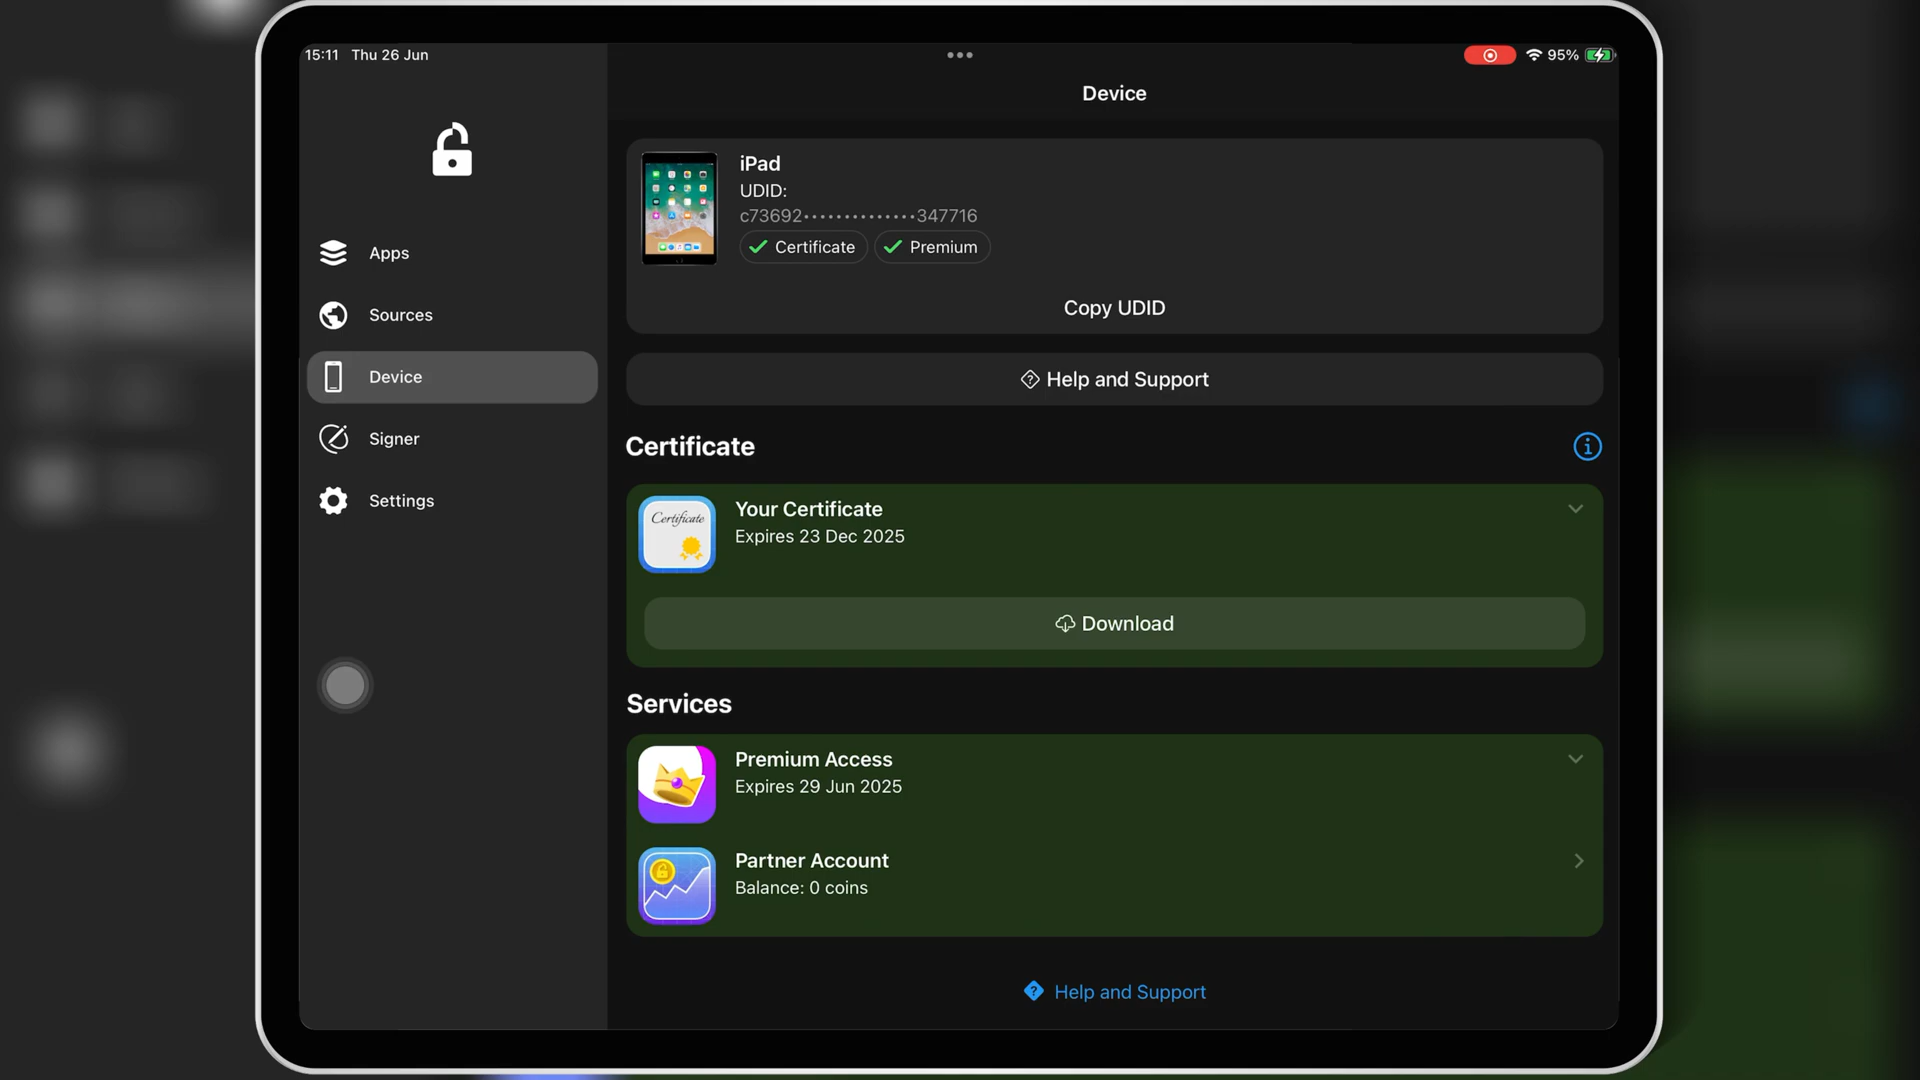 15:11 Thu 26 Jun
95%
Device
Apps
Sources
Device
Signer
Settings
iPad
UDID:
c73692••••••••••••••347716
Certificate
Premium
Copy UDID
Help and Support
Certificate
Certificate
Your Certificate
Expires 23 Dec 2025
Download
Services
Premium Access
Expires 29 Jun 2025
Partner Account
Balance: 0 coins
Help and Support